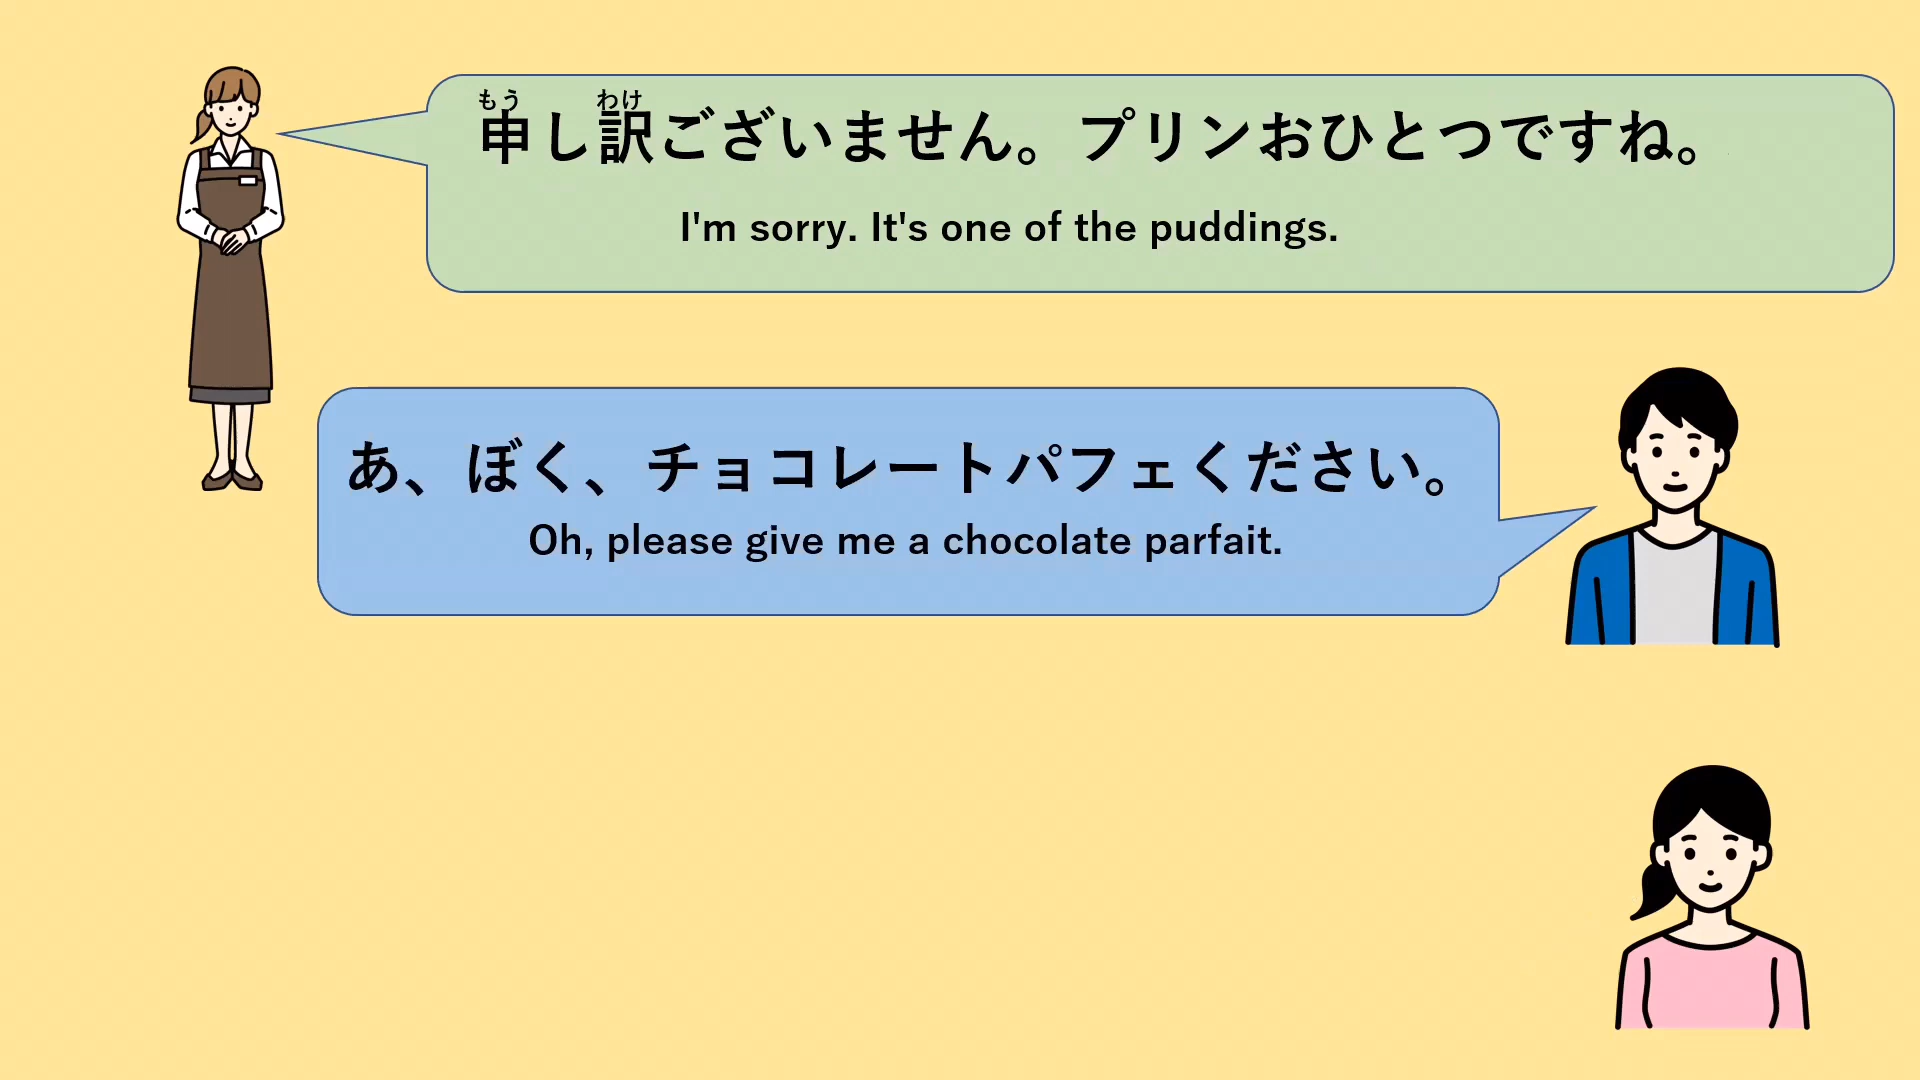 もう わけ
申し訳ございません。プリンおひとつですね。
I'm sorry. It's one of the puddings.
あ、ぼく、チョコレートパフェください。
Oh, please give me a chocolate parfait.